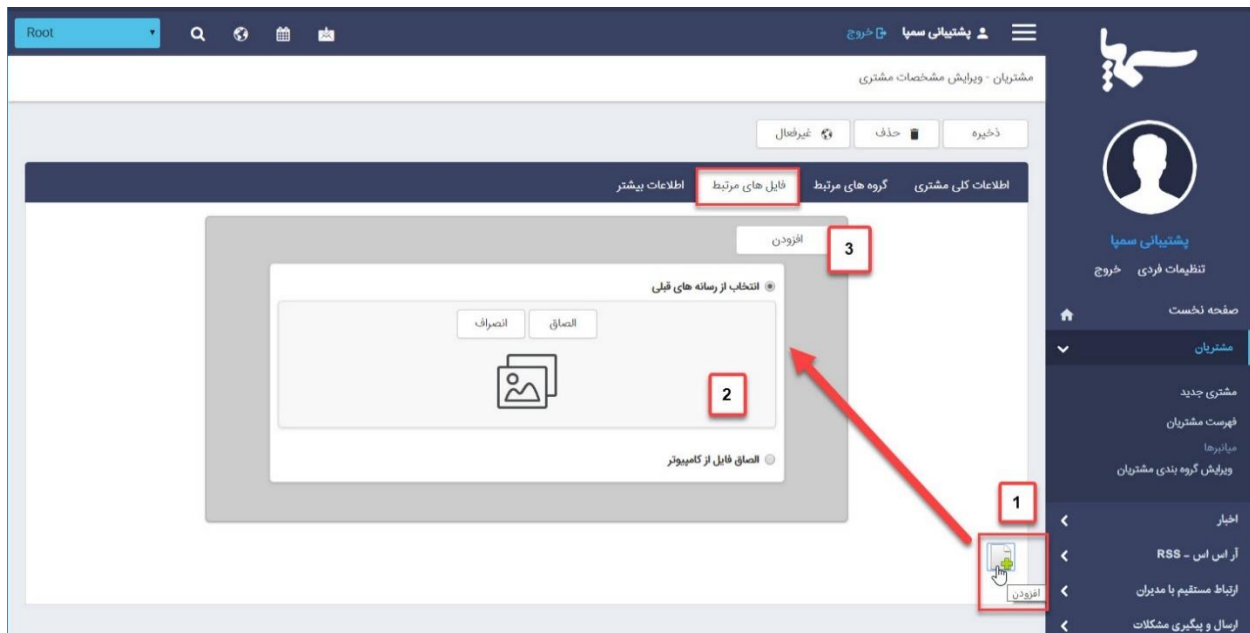 سمپا
پشتیبانی سمپا
تنظیمات فردی خروج
صفحه نخست
مشتریان
مشتری جدید
فهرست مشتریان
میانبرها
ویرایش گروه بندی مشتریان
اخبار
آر اس اس - RSS
ارتباط مستقیم با مدیران
ارسال و پیگیری مشکلات
پشتیبانی سمپا خروج
Root
مشتریان - ویرایش مشخصات مشتری
ذخیره حذف غیرفعال
اطلاعات کلی مشتری گروه های مرتبط فایل های مرتبط اطلاعات بیشتر
افزودن
3
انتخاب از رسانه های قبلی
الصاق انصراف
2
الصاق فایل از کامپیوتر
1
افزودن